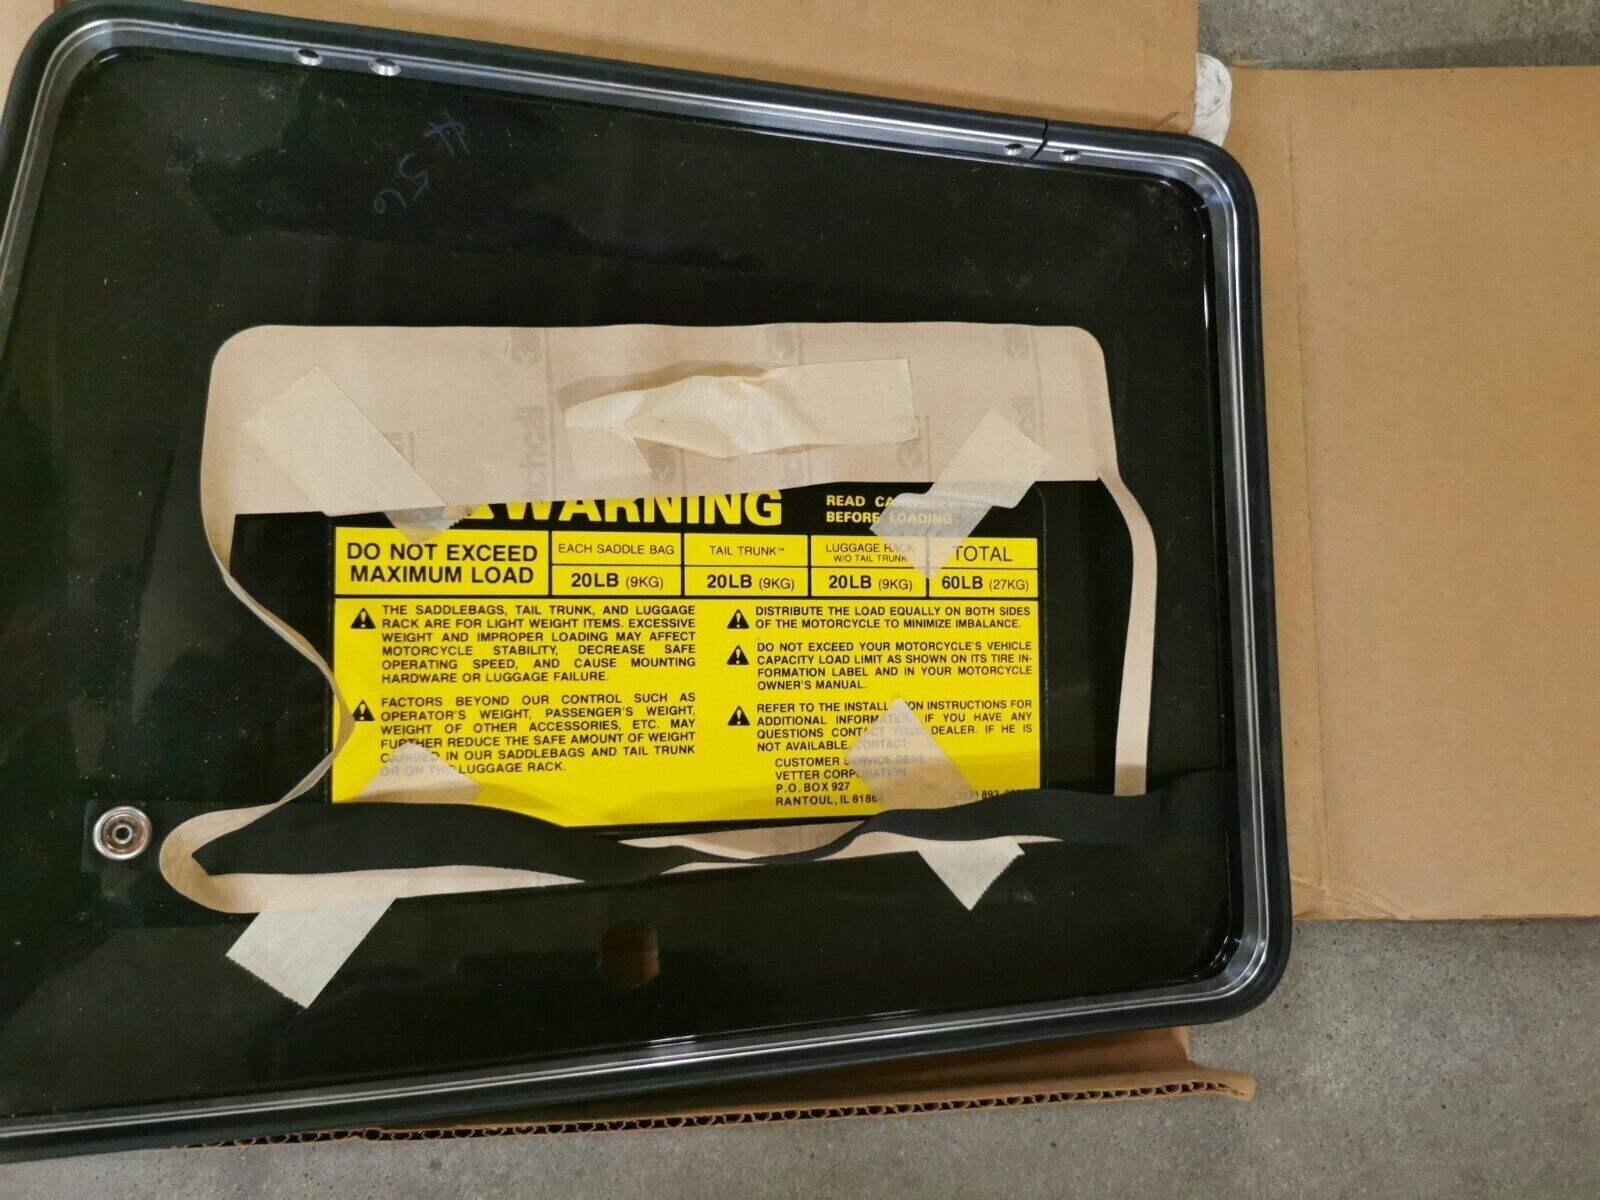 # 56
WARNING
READ
BEFORE LOADING
DO NOT EXCEED
MAXIMUM LOAD
EACH SADDLE BAG
20LB (9KG)
TAIL TRUNK™
20LB (9KG)
LUGGAGE RACK
W/O TAIL TRUNK
20LB (9KG)
TOTAL
60LB (27KG)
THE SADDLEBAGS, TAIL TRUNK, AND LUGGAGE
RACK ARE FOR LIGHT WEIGHT ITEMS. EXCESSIVE
WEIGHT AND IMPROPER LOADING MAY AFFECT
MOTORCYCLE STABILITY, DECREASE SAFE
OPERATING SPEED, AND CAUSE MOUNTING
HARDWARE OR LUGGAGE FAILURE.
FACTORS BEYOND OUR CONTROL SUCH AS
OPERATOR'S WEIGHT, PASSENGER'S WEIGHT,
WEIGHT OF OTHER ACCESSORIES, ETC. MAY
FURTHER REDUCE THE SAFE AMOUNT OF WEIGHT
CARRIED IN OUR SADDLEBAGS AND TAIL TRUNK
OR ON THE LUGGAGE RACK.
DISTRIBUTE THE LOAD EQUALLY ON BOTH SIDES
OF THE MOTORCYCLE TO MINIMIZE IMBALANCE.
DO NOT EXCEED YOUR MOTORCYCLE'S VEHICLE
CAPACITY LOAD LIMIT AS SHOWN ON ITS TIRE IN-
FORMATION LABEL AND IN YOUR MOTORCYCLE
OWNER'S MANUAL.
REFER TO THE INSTALLATION INSTRUCTIONS FOR
ADDITIONAL INFORMATION. IF YOU HAVE ANY
QUESTIONS CONTACT YOUR DEALER. IF HE IS
NOT AVAILABLE, CONTACT:
CUSTOMER SERVICE DEPT.
VETTER CORPORATION
P.O. BOX 927
RANTOUL, IL